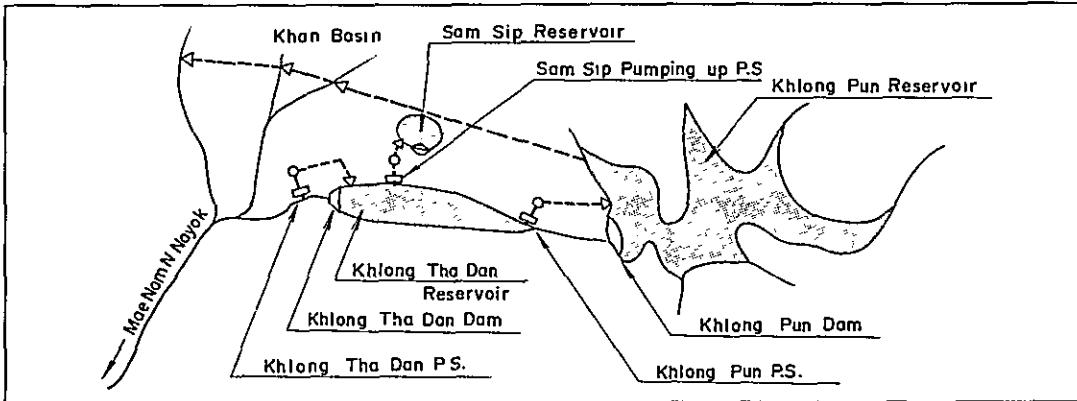 Khan Basin
Sam Sip Reservoir
Sam Sip Pumping up P.S
Khlong Pun Reservoir
Khlong Tha Dan
Reservoir
Mae Nam N Nayok
Khlong Tha Dan Dam
Khlong Pun Dam
Khlong Tha Dan P S.
Khlong Pun P.S.